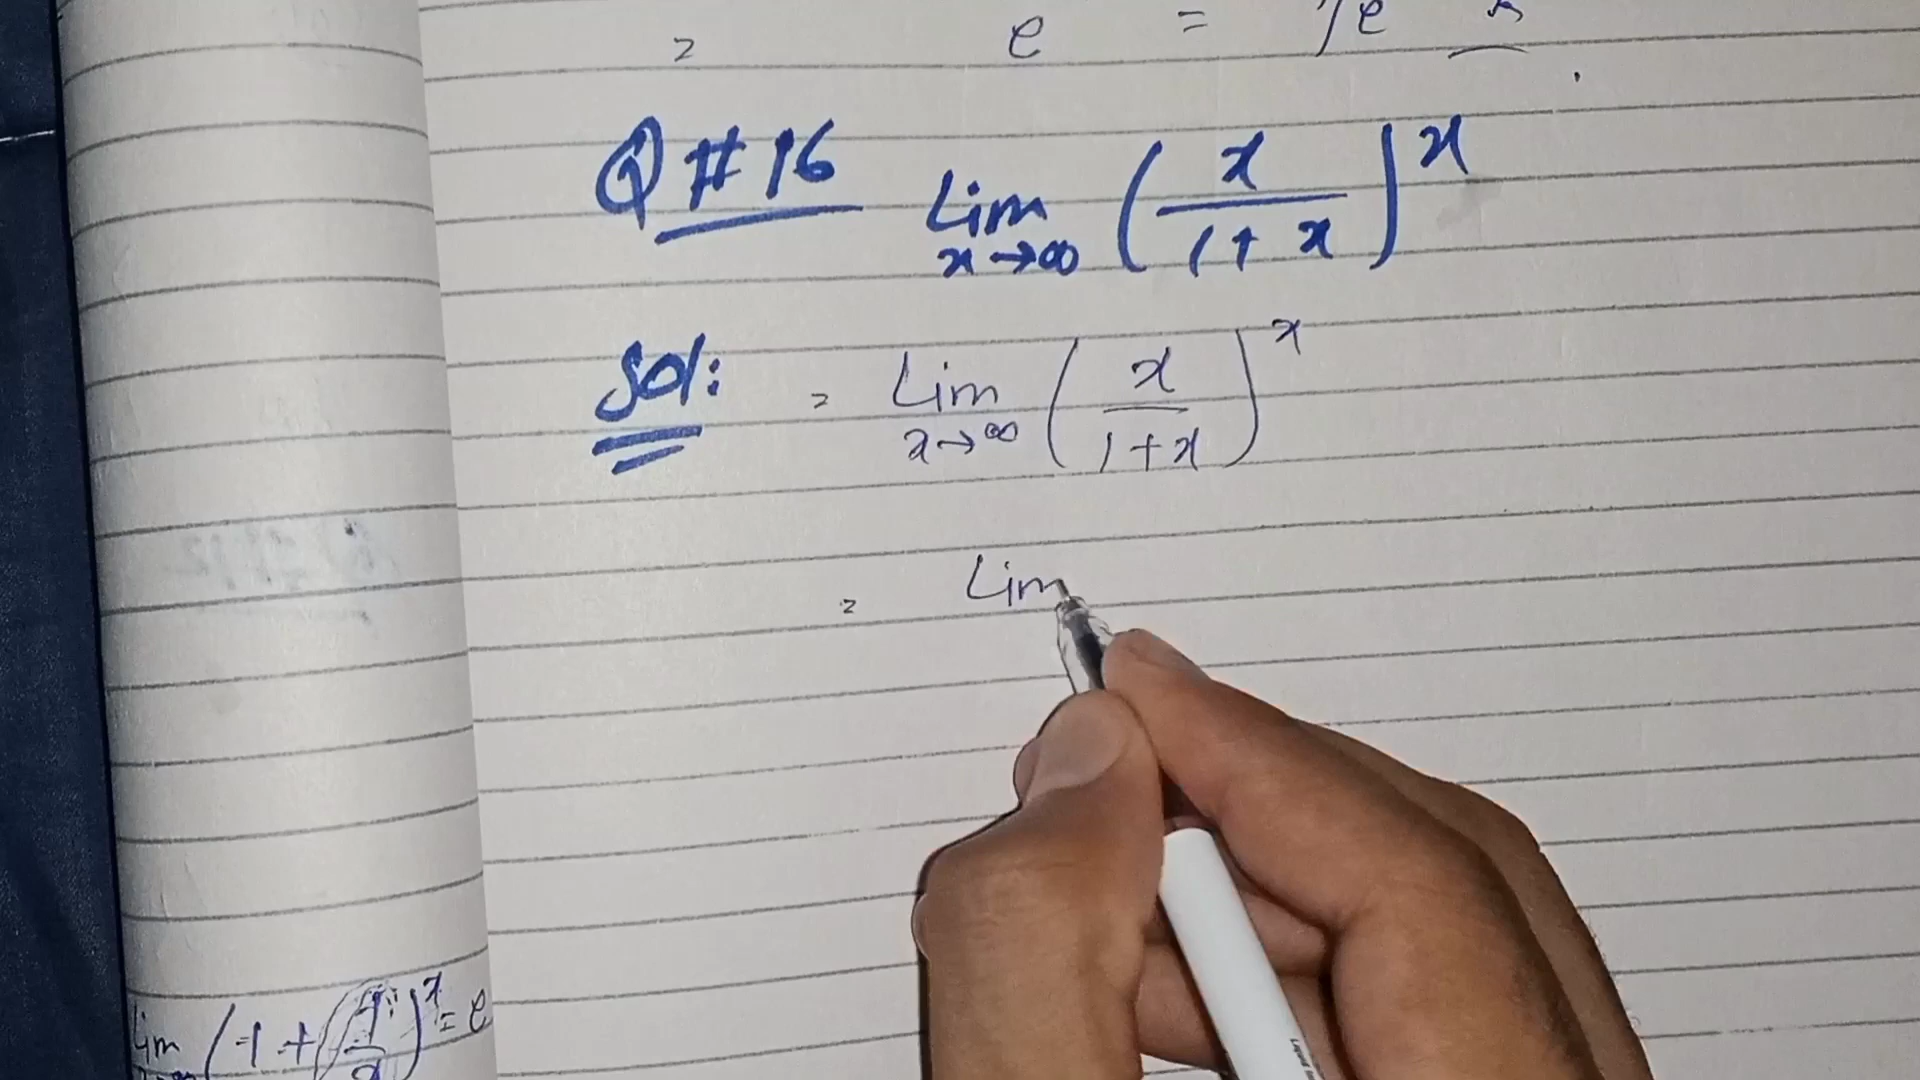 = e = 1/e
Q#16 Lim x→∞ (x/1+x)^x
Sol: = Lim x→∞ (x/1+x)^x
= Lim
Lim (1+1/x)^x = e